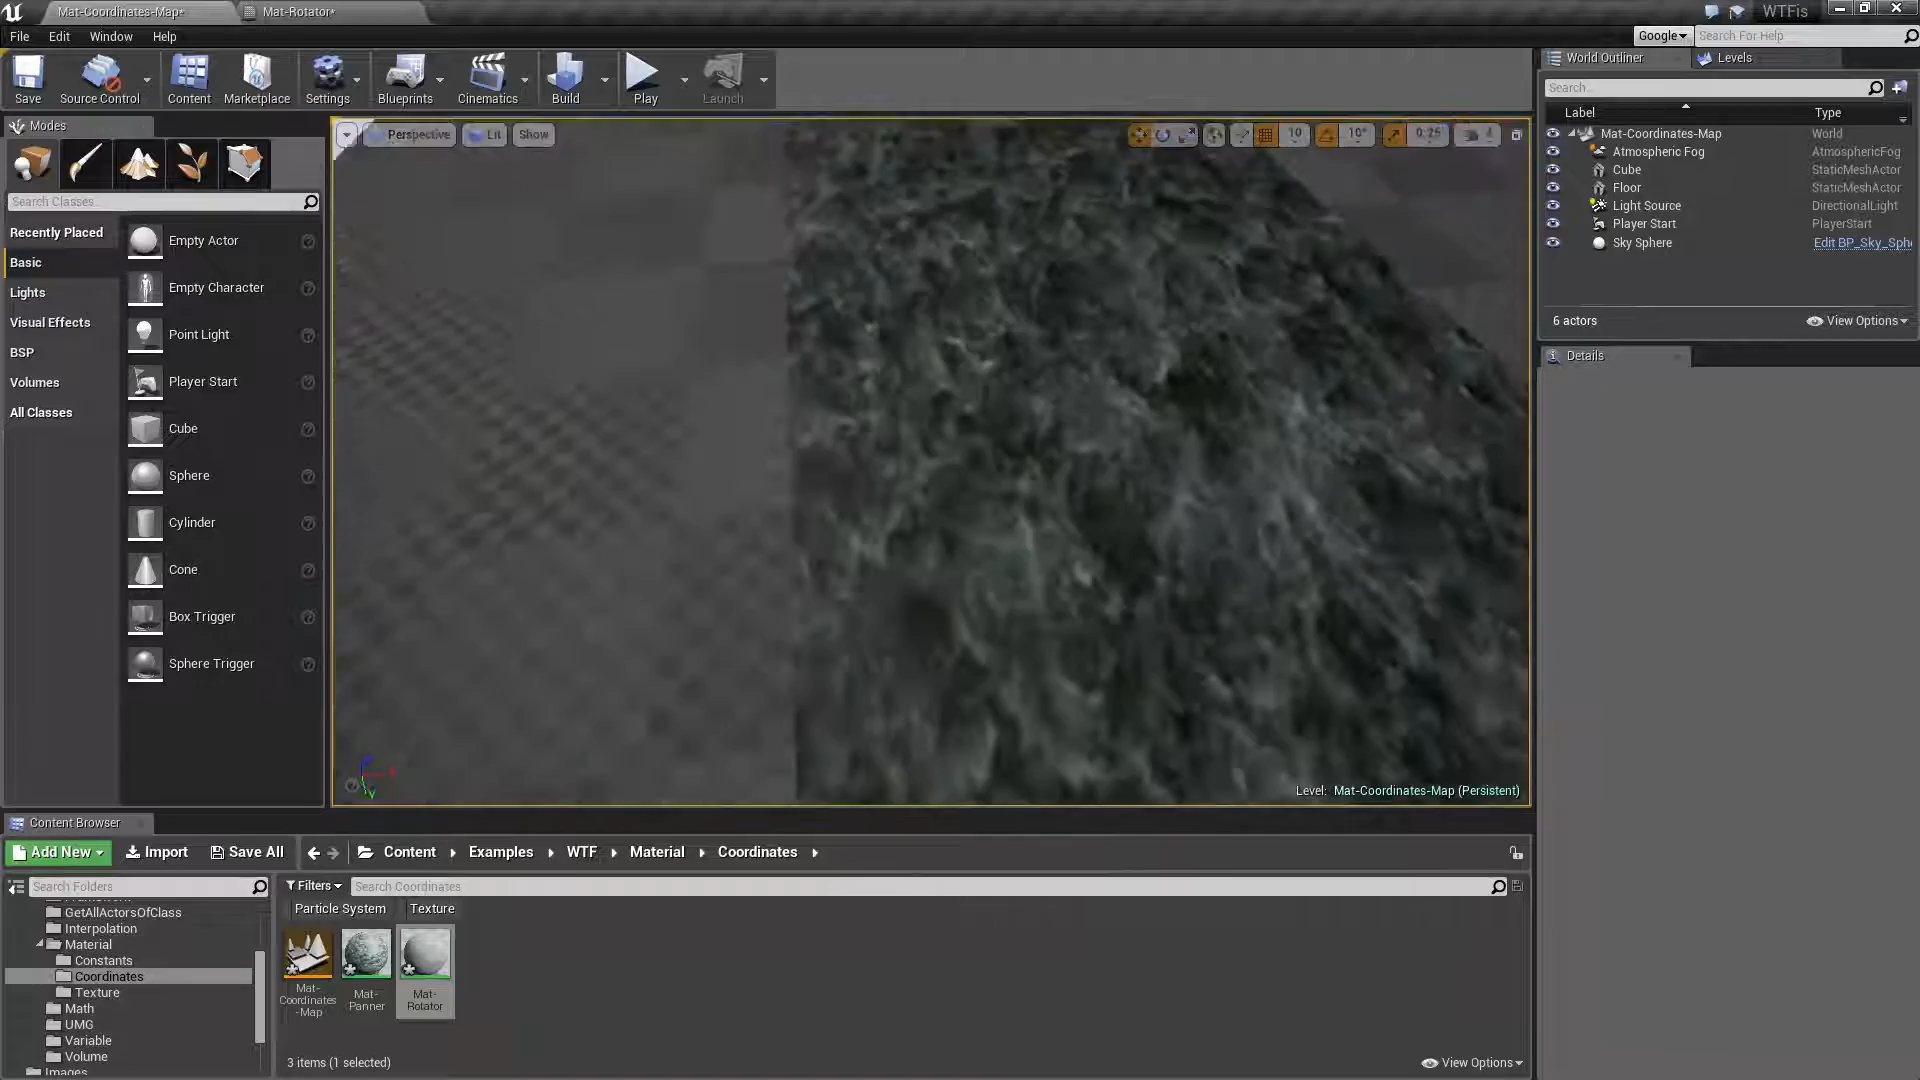 Mat-Coordinates-Map*
Mat-Rotator*
WTFis
File
Edit
Window
Help
Google
Search For Help
Save
Source Control
Content
Marketplace
Settings
Blueprints
Cinematics
Build
Play
Launch
Modes
Search Classes
Recently Placed
Basic
Lights
Visual Effects
BSP
Volumes
All Classes
Empty Actor
Empty Character
Point Light
Player Start
Cube
Sphere
Cylinder
Cone
Box Trigger
Sphere Trigger
Perspective
Lit
Show
10
10°
0.25
4
Level: Mat-Coordinates-Map (Persistent)
World Outliner
Levels
Search...
Label
Type
Mat-Coordinates-Map World
Atmospheric Fog AtmosphericFog
Cube StaticMeshActor
Floor StaticMeshActor
Light Source DirectionalLight
Player Start PlayerStart
Sky Sphere Edit BP_Sky_Sph
6 actors
View Options
Details
Content Browser
Add New
Import
Save All
Content
Examples
WTF
Material
Coordinates
Search Folders
Filters
Search Coordinates
Particle System
Texture
GetAllActorsOfClass
Interpolation
Material
Constants
Coordinates
Texture
Math
UMG
Variable
Volume
Images
Mat-
Coordinates
-Map
Mat-
Panner
Mat-
Rotator
3 items (1 selected)
View Options